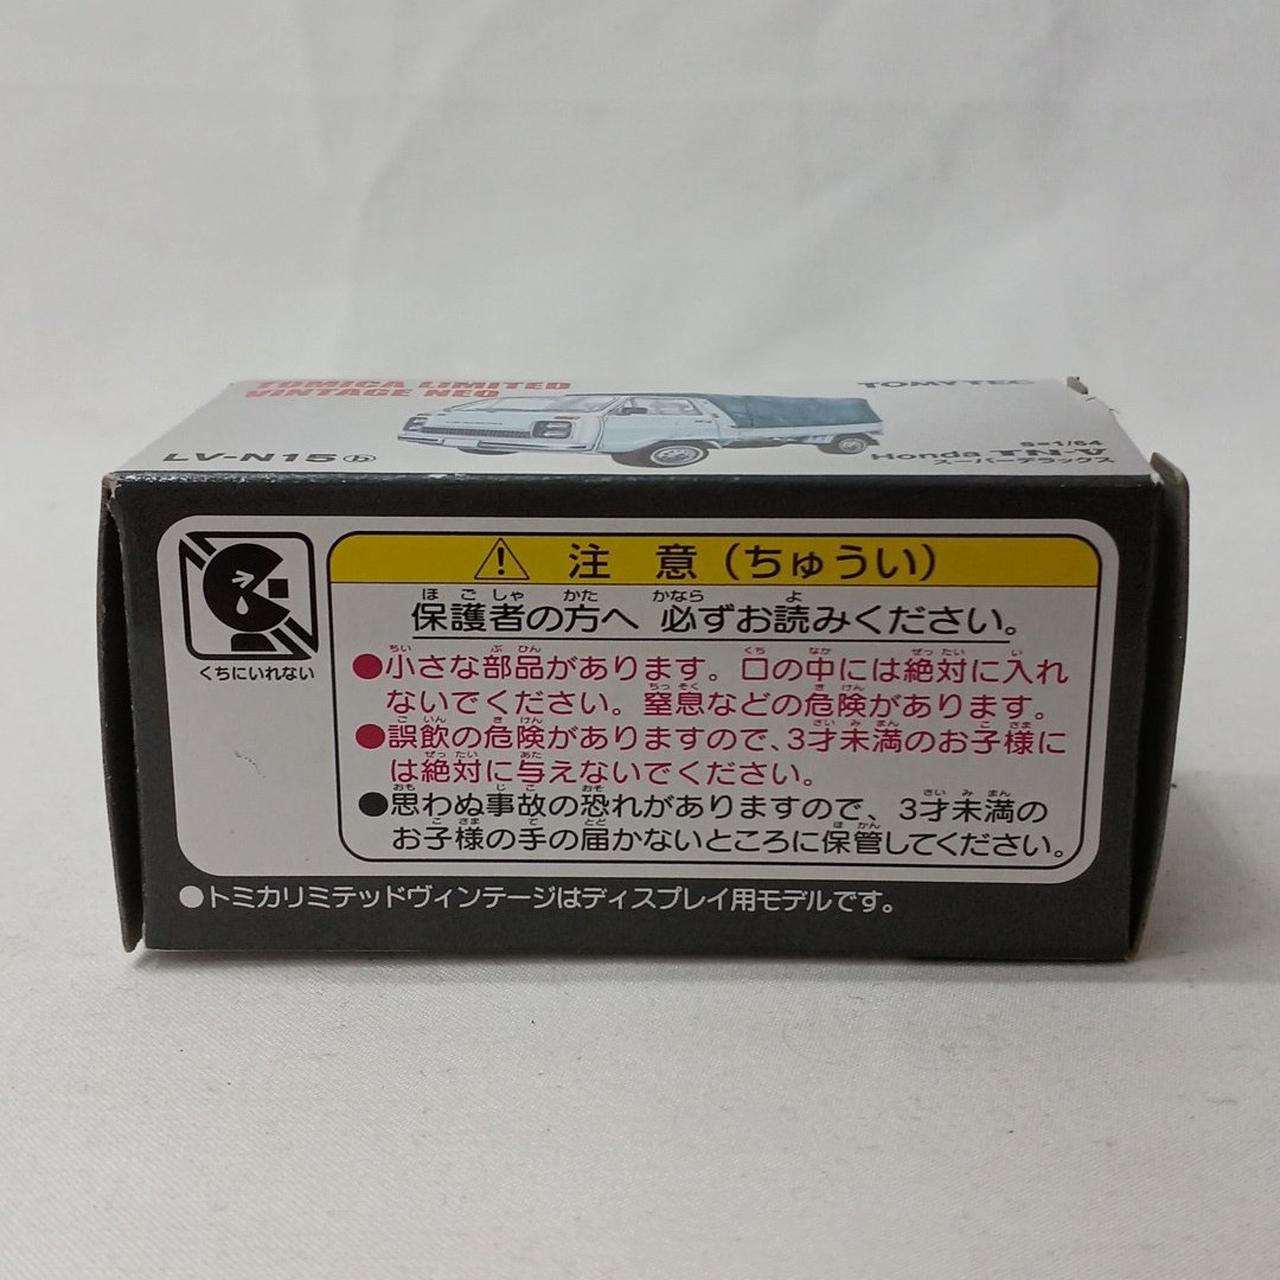 TOMICA LIMITED
VINTAGE NEO
TOMYTEC
LV-N15 b
S=1/64
Honda TN-V
スーパーデラックス
くちにいれない
注 意 (ちゅうい)
保護者の方へ 必ずお読みください。
●小さな部品があります。口の中には絶対に入れ
ないでください。窒息などの危険があります。
●誤飲の危険がありますので、3才未満のお子様に
は絶対に与えないでください。
●思わぬ事故の恐れがありますので、3才未満の
お子様の手の届かないところに保管してください。
●トミカリミテッドヴィンテージはディスプレイ用モデルです。